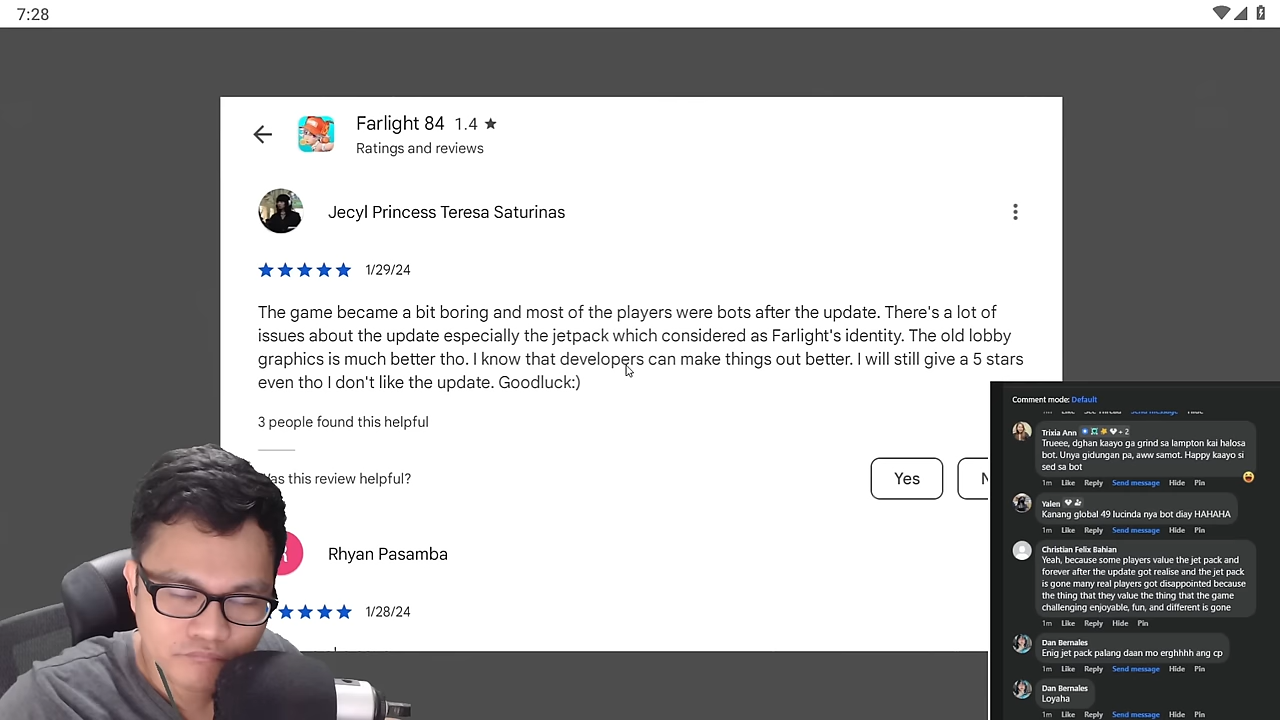 7:28
Farlight 84 1.4 ★
Ratings and reviews
Jecyl Princess Teresa Saturinas
1/29/24
The game became a bit boring and most of the players were bots after the update. There's a lot of
issues about the update especially the jetpack which considered as Farlight's identity. The old lobby
graphics is much better tho. I know that developers can make things out better. I will still give a 5 stars
even tho I don't like the update. Goodluck:)
3 people found this helpful
Was this review helpful?
Yes
Rhyan Pasamba
1/28/24
Comment mode: Default
Trixia Ann + 2
Trueee, dghan kaayo ga grind sa lampton kai halosa
bot. Unya gidungan pa, aww samot. Happy kaayo si
sed sa bot
1m Like Reply Send message Hide Pin
Yalen
Kanang global 49 lucinda nya bot diay HAHAHA
1m Like Reply Send message Hide Pin
Christian Felix Bahian
Yeah, because some players value the jet pack and
forever after the update got realise and the jet pack
is gone many real players got disappointed because
the thing that they value the thing that the game
challenging enjoyable, fun, and different is gone
1m Like Reply Hide Pin
Dan Bernales
Enig jet pack palang daan mo erghhhh ang cp
1m Like Reply Send message Hide Pin
Dan Bernales
Loyaha
1m Like Reply Send message Hide Pin